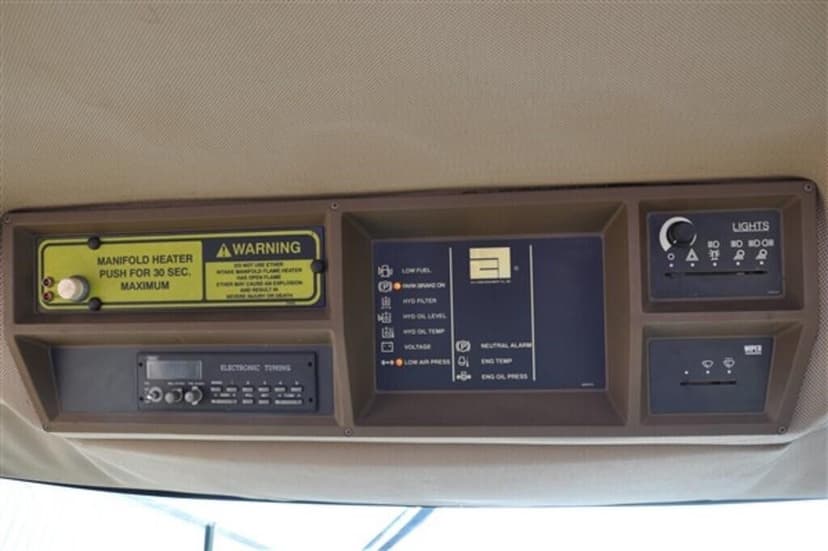 MANIFOLD HEATER
PUSH FOR 30 SEC.
MAXIMUM
WARNING
DO NOT USE ETHER
INTAKE MANIFOLD FLAME HEATER
HAS OPEN FLAME
ETHER MAY CAUSE AN EXPLOSION
AND RESULT IN
SEVERE INJURY OR DEATH
ELECTRONIC TUNING
LOW FUEL
PARK BRAKE ON
HYD FILTER
HYD OIL LEVEL
HYD OIL TEMP
VOLTAGE
LOW AIR PRESS
NEUTRAL ALARM
ENG TEMP
ENG OIL PRESS
LIGHTS
WIPER